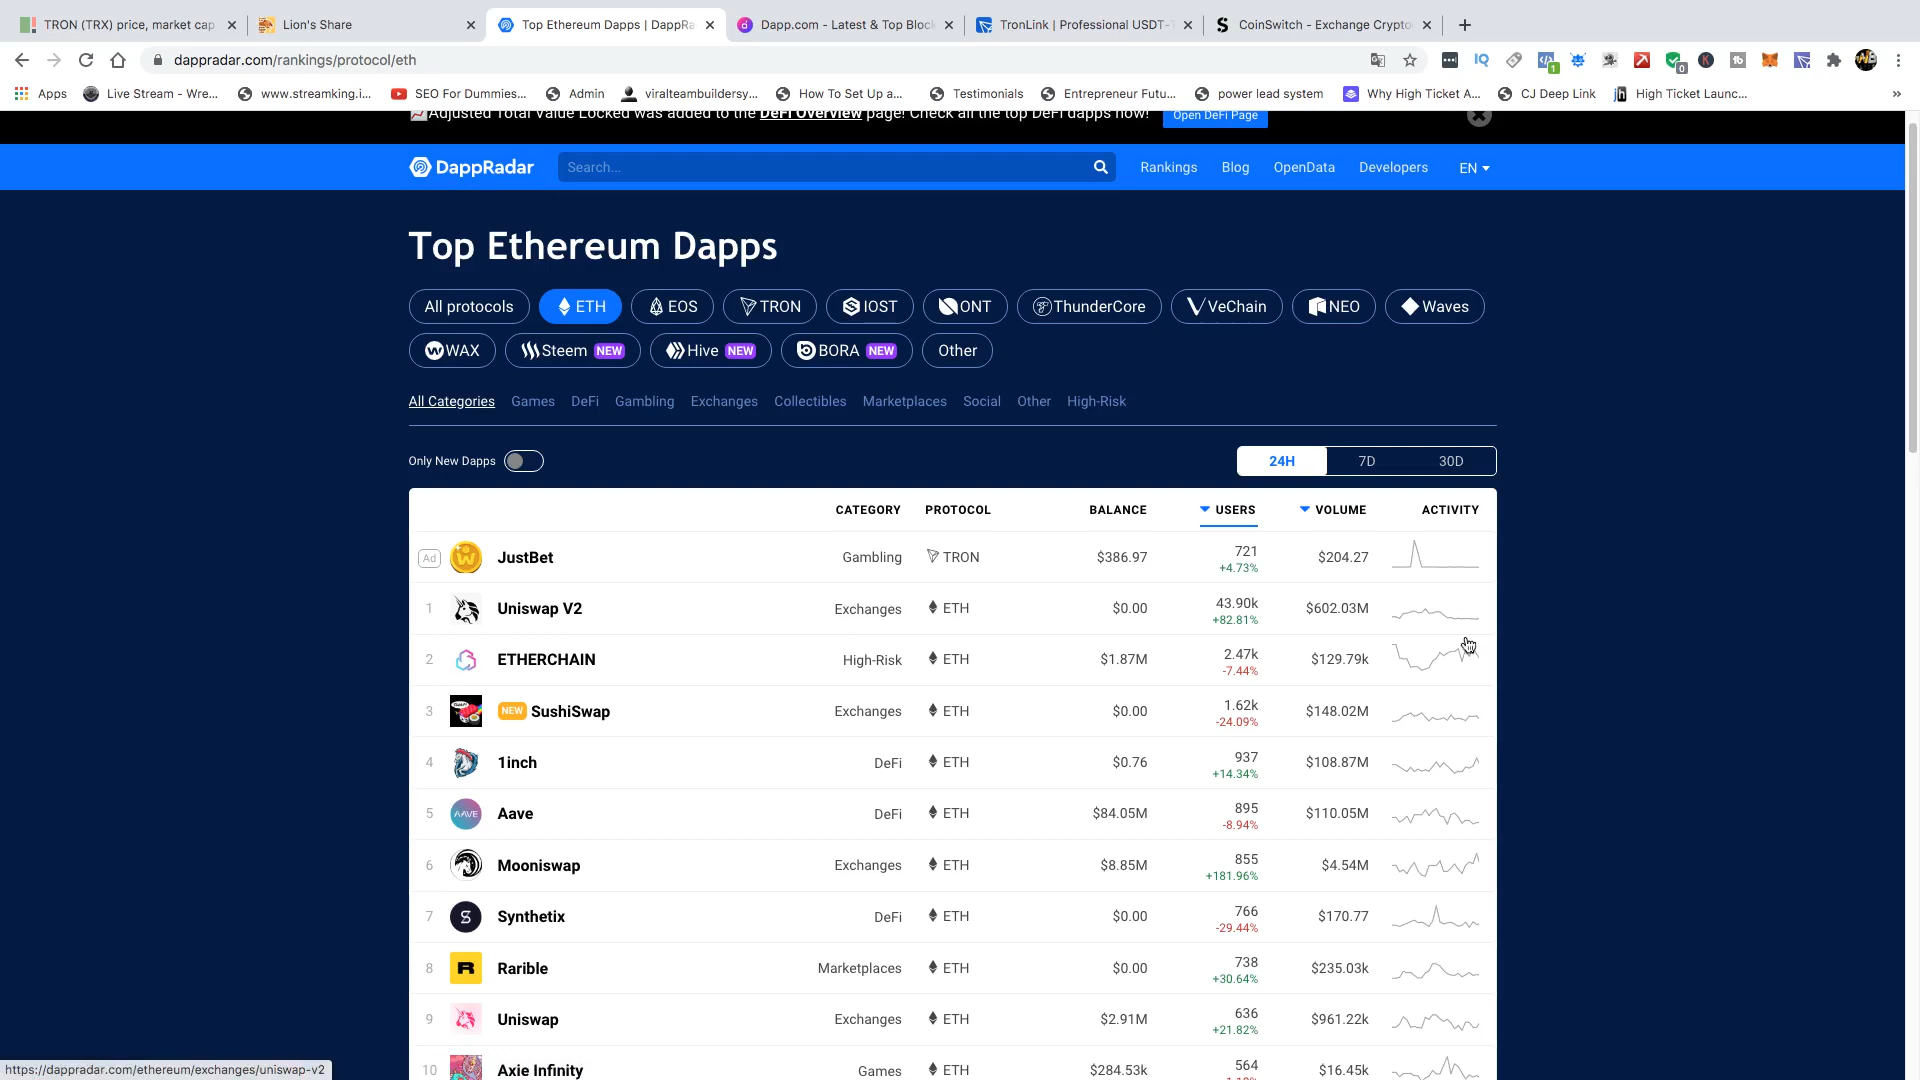 TRON (TRX) price, market cap
Lion's Share
Top Ethereum Dapps | DappRa
Dapp.com - Latest & Top Block
TronLink | Professional USDT-T
CoinSwitch - Exchange Crypto
dappradar.com/rankings/protocol/eth
Apps
Live Stream - Wre...
www.streamking.i...
SEO For Dummies...
Admin
viralteambuildersy...
How To Set Up a...
Testimonials
Entrepreneur Futu...
power lead system
Why High Ticket A...
CJ Deep Link
High Ticket Launc...
Adjusted Total Value Locked was added to the DeFi Overview page! Check all the top DeFi dapps now!
Open DeFi Page
DappRadar
Search...
Rankings
Blog
OpenData
Developers
EN
Top Ethereum Dapps
All protocols
ETH
EOS
TRON
IOST
ONT
ThunderCore
VeChain
NEO
Waves
WAX
Steem NEW
Hive NEW
BORA NEW
Other
All Categories
Games
DeFi
Gambling
Exchanges
Collectibles
Marketplaces
Social
Other
High-Risk
Only New Dapps
24H
7D
30D
CATEGORY PROTOCOL BALANCE USERS VOLUME ACTIVITY
Ad JustBet Gambling TRON $386.97 721 $204.27
+4.73%
1 Uniswap V2 Exchanges ETH $0.00 43.90k $602.03M
+82.81%
2 ETHERCHAIN High-Risk ETH $1.87M 2.47k $129.79k
-7.44%
3 NEW SushiSwap Exchanges ETH $0.00 1.62k $148.02M
-24.09%
4 1inch DeFi ETH $0.76 937 $108.87M
+14.34%
5 AAVE Aave DeFi ETH $84.05M 895 $110.05M
-8.94%
6 Mooniswap Exchanges ETH $8.85M 855 $4.54M
+181.96%
7 S Synthetix DeFi ETH $0.00 766 $170.77
-29.44%
8 R Rarible Marketplaces ETH $0.00 738 $235.03k
+30.64%
9 Uniswap Exchanges ETH $2.91M 636 $961.22k
+21.82%
10 Axie Infinity Games ETH $284.53k 564 $16.45k
https://dappradar.com/ethereum/exchanges/uniswap-v2